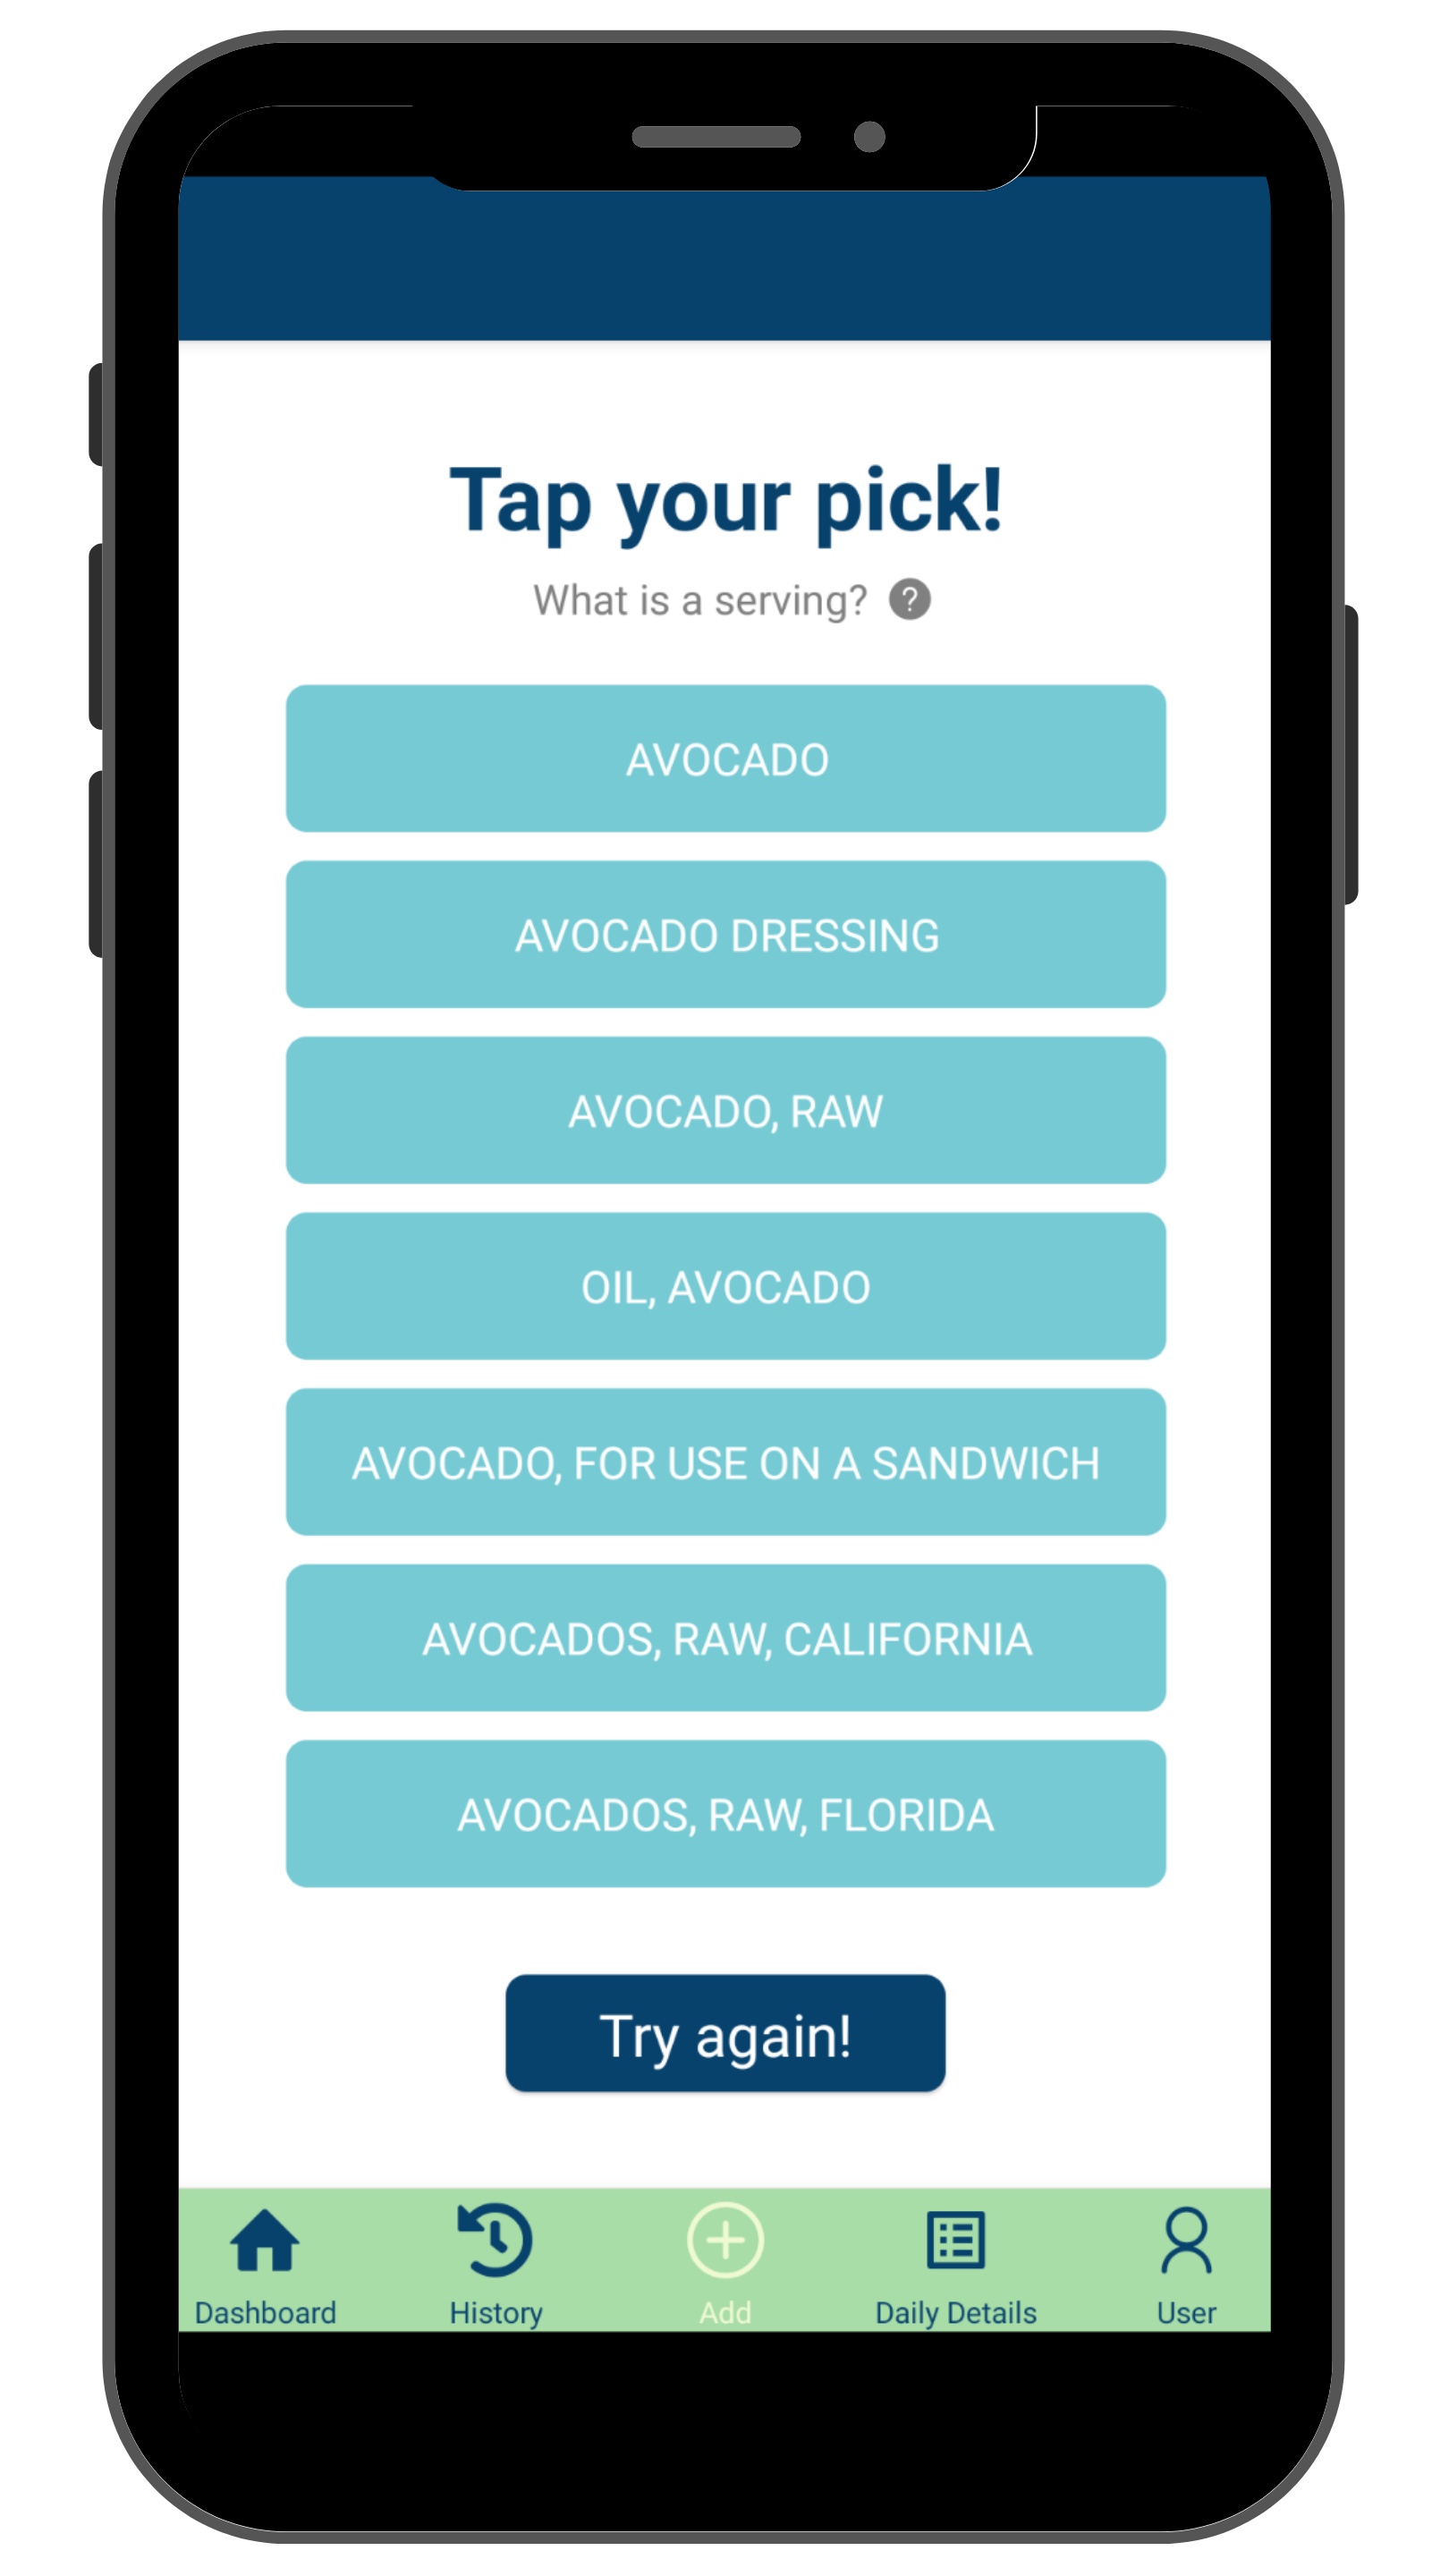 Tap your pick!
What is a serving? ?
AVOCADO
AVOCADO DRESSING
AVOCADO, RAW
OIL, AVOCADO
AVOCADO, FOR USE ON A SANDWICH
AVOCADOS, RAW, CALIFORNIA
AVOCADOS, RAW, FLORIDA
Try again!
Dashboard History Add Daily Details User